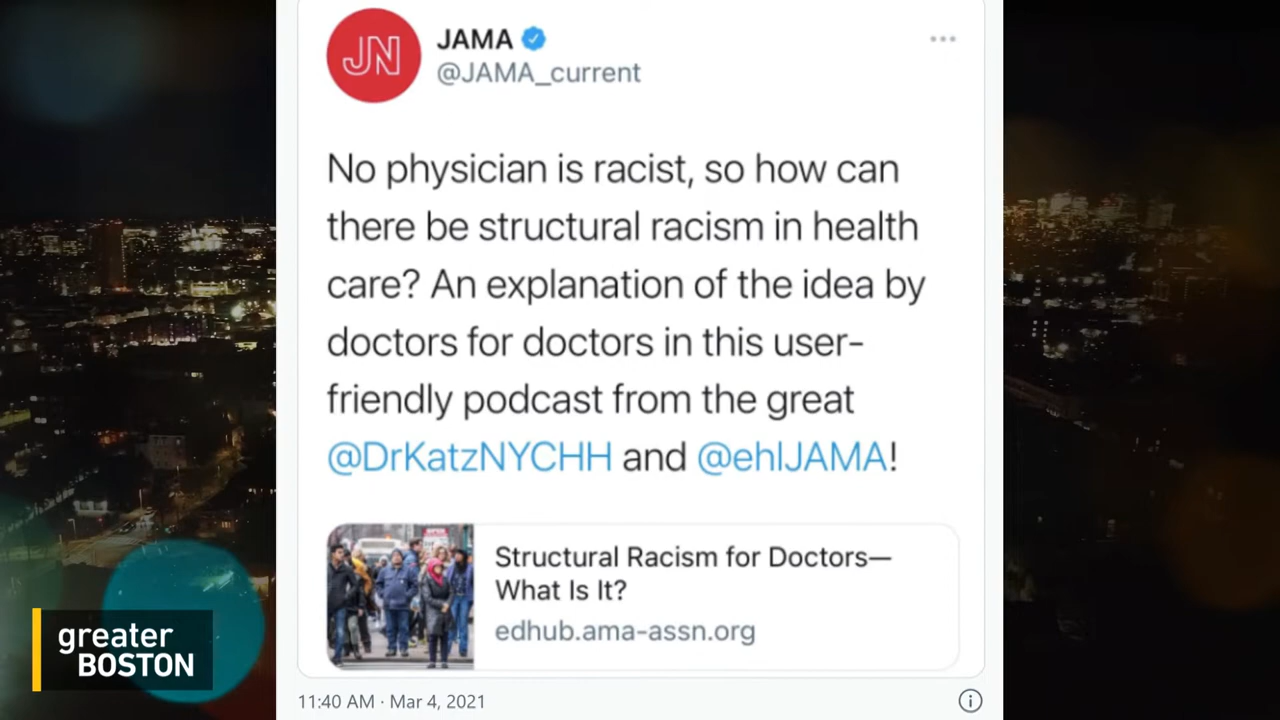 JN
JAMA
@JAMA_current
No physician is racist, so how can
there be structural racism in health
care? An explanation of the idea by
doctors for doctors in this user-
friendly podcast from the great
@DrKatzNYCHH and @ehlJAMA!
Structural Racism for Doctors—
What Is It?
edhub.ama-assn.org
11:40 AM · Mar 4, 2021
greater
BOSTON